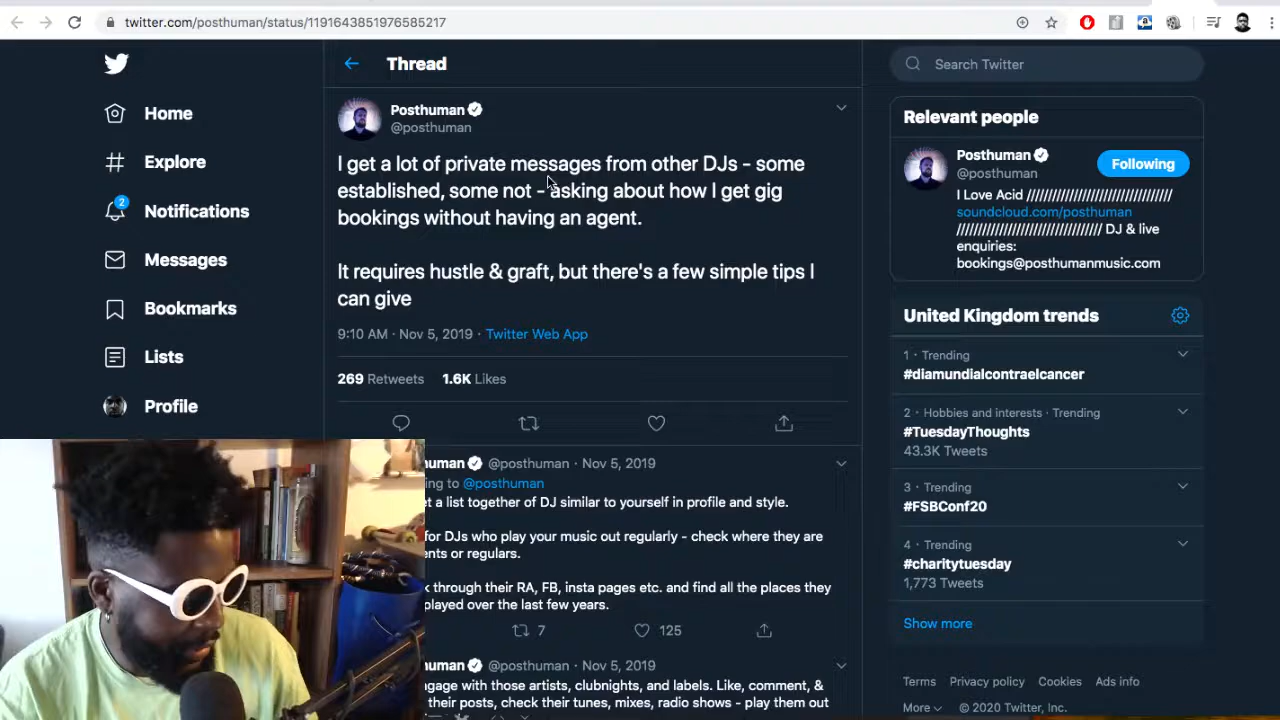 twitter.com/posthuman/status/1191643851976585217
Home
Explore
2
Notifications
Messages
Bookmarks
Lists
Profile
Thread
Posthuman
@posthuman
I get a lot of private messages from other DJs - some
established, some not - asking about how I get gig
bookings without having an agent.
It requires hustle & graft, but there's a few simple tips I
can give
9:10 AM · Nov 5, 2019 · Twitter Web App
269 Retweets 1.6K Likes
@posthuman · Nov 5, 2019
@posthuman
a list together of DJ similar to yourself in profile and style.
for DJs who play your music out regularly - check where they are
or regulars.
through their RA, FB, insta pages etc. and find all the places they
played over the last few years.
7 125
@posthuman · Nov 5, 2019
with those artists, clubnights, and labels. Like, comment, &
their posts, check their tunes, mixes, radio shows - play them out
Search Twitter
Relevant people
Posthuman
@posthuman
Following
I Love Acid //////////////////////////////////
soundcloud.com/posthuman
////////////////////////////////// DJ & live
enquiries:
bookings@posthumanmusic.com
United Kingdom trends
1 · Trending
#diamundialcontraelcancer
2 · Hobbies and interests · Trending
#TuesdayThoughts
43.3K Tweets
3 · Trending
#FSBConf20
4 · Trending
#charitytuesday
1,773 Tweets
Show more
Terms Privacy policy Cookies Ads info
More © 2020 Twitter, Inc.